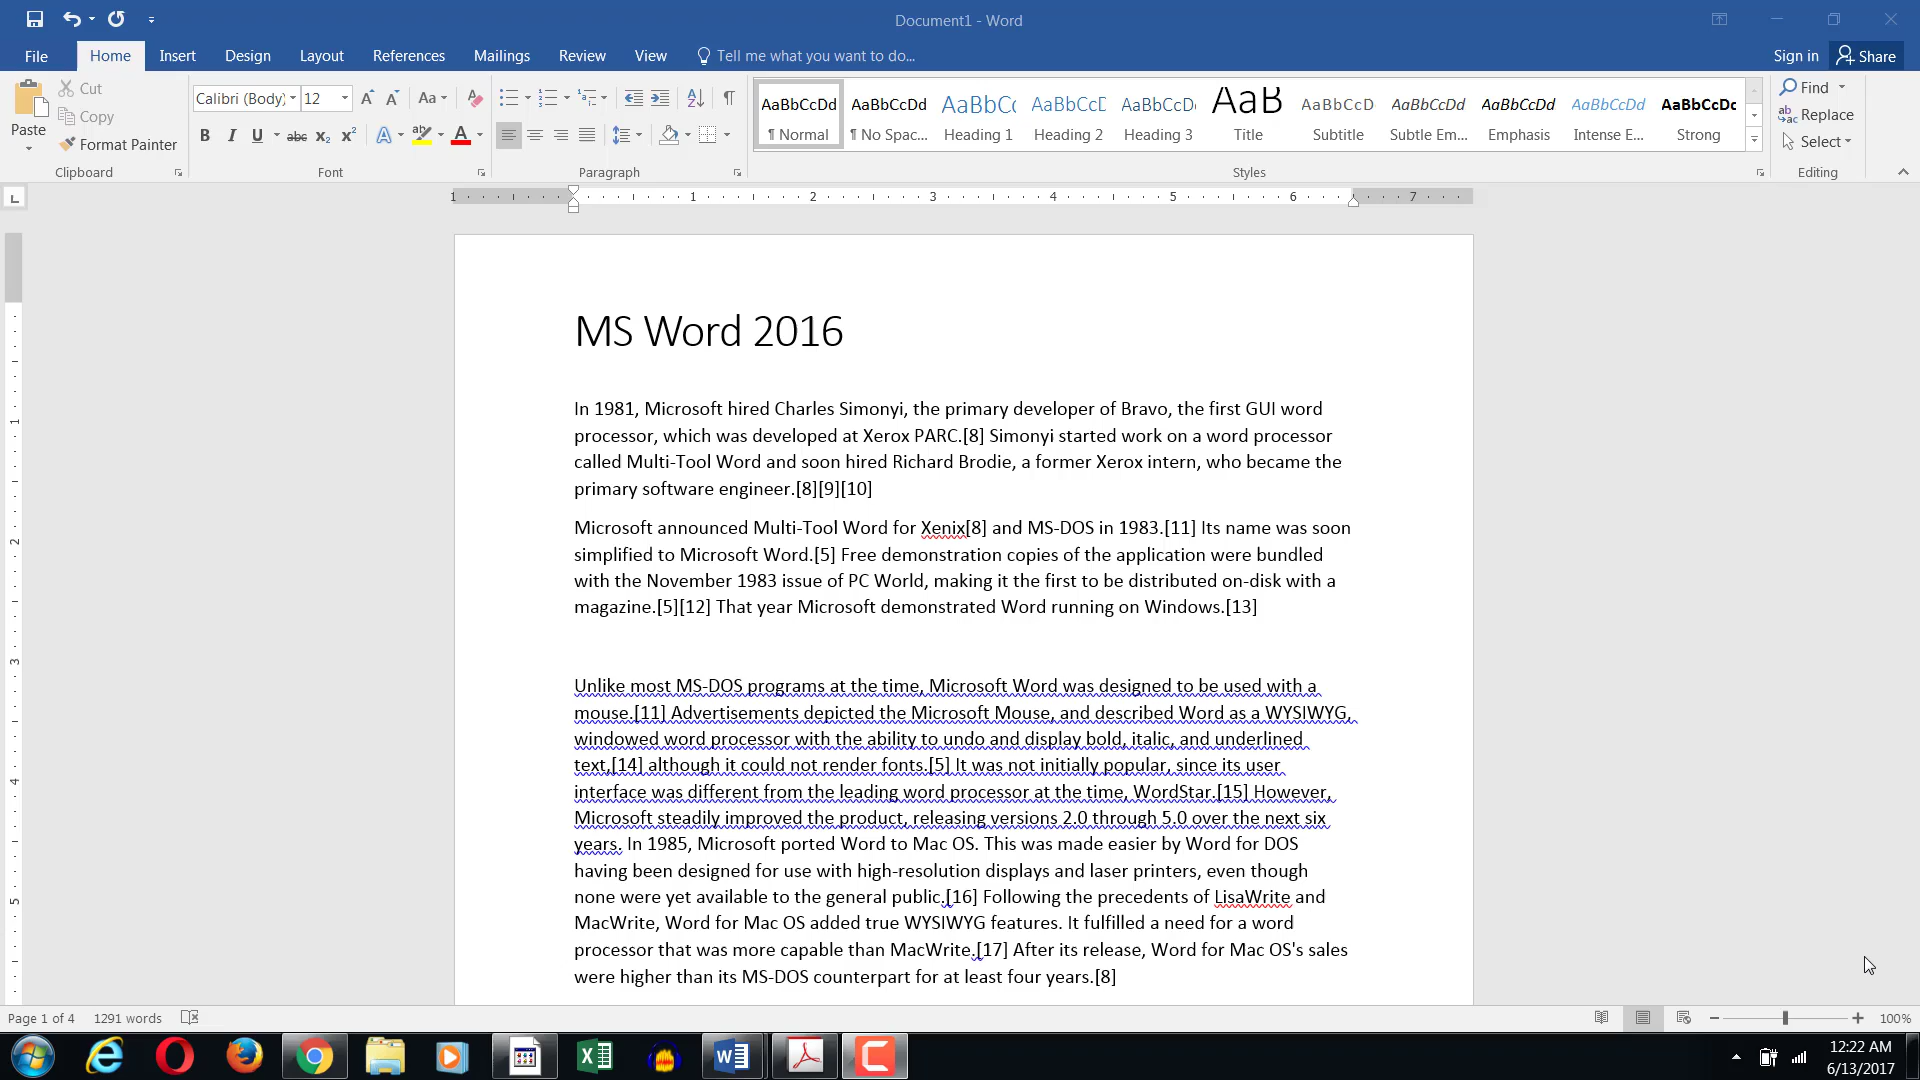 Document1 - Word
File Home Insert Design Layout References Mailings Review View Tell me what you want to do... Sign in Share
Paste
Cut
Copy
Format Painter
Clipboard
Calibri (Body) 12
Aa
B I U abc x₂ x² A A
Font
Paragraph
AaBbCcDd AaBbCcDd AaBbCc AaBbCcD AaBbCcD AaB AaBbCcD AaBbCcDd AaBbCcDd AaBbCcDd AaBbCcDc
¶ Normal ¶ No Spac... Heading 1 Heading 2 Heading 3 Title Subtitle Subtle Em... Emphasis Intense E... Strong
Styles
Find
Replace
Select
Editing
1 1 2 3 4 5 6 7
1
2
3
4
5
MS Word 2016
In 1981, Microsoft hired Charles Simonyi, the primary developer of Bravo, the first GUI word
processor, which was developed at Xerox PARC.[8] Simonyi started work on a word processor
called Multi-Tool Word and soon hired Richard Brodie, a former Xerox intern, who became the
primary software engineer.[8][9][10]
Microsoft announced Multi-Tool Word for Xenix[8] and MS-DOS in 1983.[11] Its name was soon
simplified to Microsoft Word.[5] Free demonstration copies of the application were bundled
with the November 1983 issue of PC World, making it the first to be distributed on-disk with a
magazine.[5][12] That year Microsoft demonstrated Word running on Windows.[13]
Unlike most MS-DOS programs at the time, Microsoft Word was designed to be used with a
mouse.[11] Advertisements depicted the Microsoft Mouse, and described Word as a WYSIWYG,
windowed word processor with the ability to undo and display bold, italic, and underlined
text,[14] although it could not render fonts.[5] It was not initially popular, since its user
interface was different from the leading word processor at the time, WordStar.[15] However,
Microsoft steadily improved the product, releasing versions 2.0 through 5.0 over the next six
years. In 1985, Microsoft ported Word to Mac OS. This was made easier by Word for DOS
having been designed for use with high-resolution displays and laser printers, even though
none were yet available to the general public.[16] Following the precedents of LisaWrite and
MacWrite, Word for Mac OS added true WYSIWYG features. It fulfilled a need for a word
processor that was more capable than MacWrite.[17] After its release, Word for Mac OS's sales
were higher than its MS-DOS counterpart for at least four years.[8]
Page 1 of 4 1291 words 100%
12:22 AM
6/13/2017